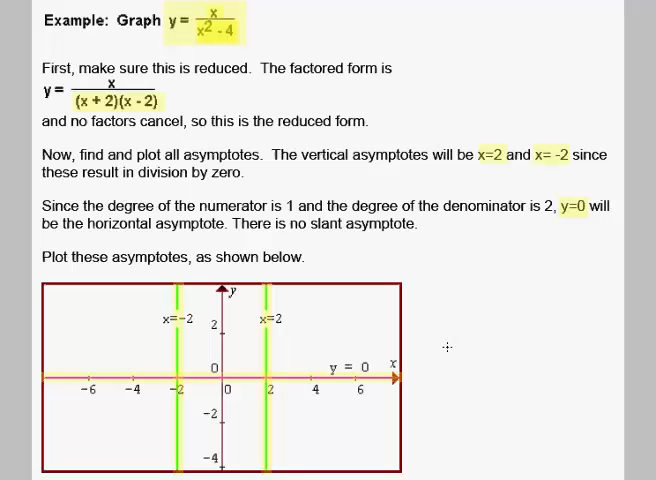 Example: Graph y = x / x² - 4
First, make sure this is reduced. The factored form is
y = x / (x + 2)(x - 2)
and no factors cancel, so this is the reduced form.
Now, find and plot all asymptotes. The vertical asymptotes will be x=2 and x= -2 since
these result in division by zero.
Since the degree of the numerator is 1 and the degree of the denominator is 2, y=0 will
be the horizontal asymptote. There is no slant asymptote.
Plot these asymptotes, as shown below.
y
x=-2 2 x=2
0 y = 0 x
-6 -4 -2 0 2 4 6
-2
-4